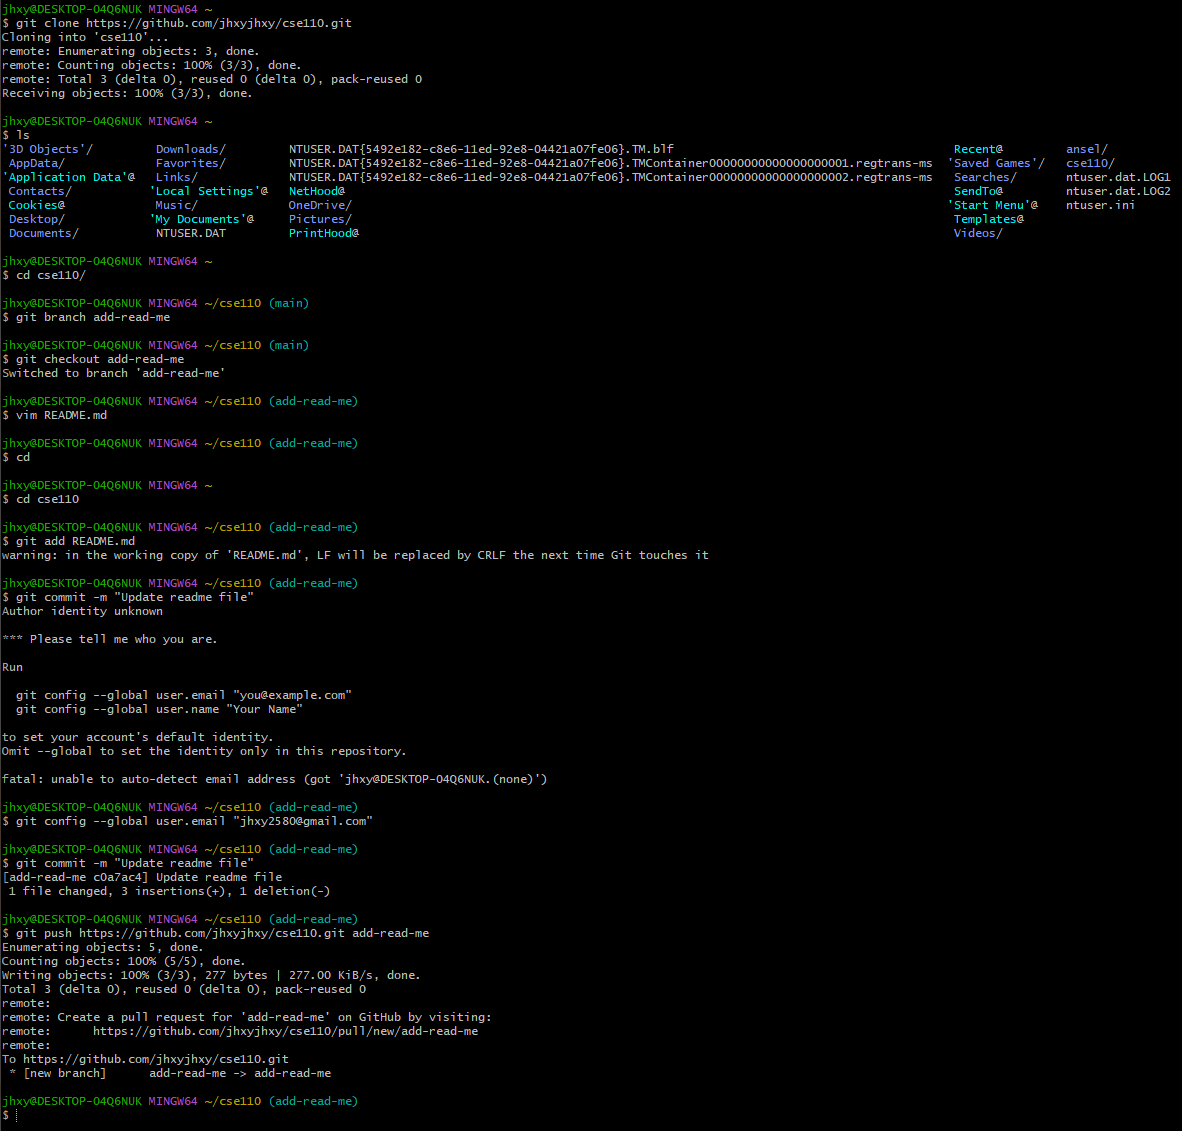 jhxy@DESKTOP-O4Q6NUK MINGW64 ~
$ git clone https://github.com/jhxyjhxy/cse110.git
Cloning into 'cse110'...
remote: Enumerating objects: 3, done.
remote: Counting objects: 100% (3/3), done.
remote: Total 3 (delta 0), reused 0 (delta 0), pack-reused 0
Receiving objects: 100% (3/3), done.

jhxy@DESKTOP-O4Q6NUK MINGW64 ~
$ ls
'3D Objects'/ Downloads/ NTUSER.DAT{5492e182-c8e6-11ed-92e8-04421a07fe06}.TM.blf Recent@ ansel/
AppData/ Favorites/ NTUSER.DAT{5492e182-c8e6-11ed-92e8-04421a07fe06}.TMContainer00000000000000000001.regtrans-ms 'Saved Games'/ cse110/
'Application Data'@ Links/ NTUSER.DAT{5492e182-c8e6-11ed-92e8-04421a07fe06}.TMContainer00000000000000000002.regtrans-ms Searches/ ntuser.dat.LOG1
Contacts/ 'Local Settings'@ NetHood@ SendTo@ ntuser.dat.LOG2
Cookies@ Music/ OneDrive/ 'Start Menu'@ ntuser.ini
Desktop/ 'My Documents'@ Pictures/ Templates@
Documents/ NTUSER.DAT PrintHood@ Videos/

jhxy@DESKTOP-O4Q6NUK MINGW64 ~
$ cd cse110/

jhxy@DESKTOP-O4Q6NUK MINGW64 ~/cse110 (main)
$ git branch add-read-me

jhxy@DESKTOP-O4Q6NUK MINGW64 ~/cse110 (main)
$ git checkout add-read-me
Switched to branch 'add-read-me'

jhxy@DESKTOP-O4Q6NUK MINGW64 ~/cse110 (add-read-me)
$ vim README.md

jhxy@DESKTOP-O4Q6NUK MINGW64 ~/cse110 (add-read-me)
$ cd

jhxy@DESKTOP-O4Q6NUK MINGW64 ~
$ cd cse110

jhxy@DESKTOP-O4Q6NUK MINGW64 ~/cse110 (add-read-me)
$ git add README.md
warning: in the working copy of 'README.md', LF will be replaced by CRLF the next time Git touches it

jhxy@DESKTOP-O4Q6NUK MINGW64 ~/cse110 (add-read-me)
$ git commit -m "Update readme file"
Author identity unknown

*** Please tell me who you are.

Run

git config --global user.email "you@example.com"
git config --global user.name "Your Name"

to set your account's default identity.
Omit --global to set the identity only in this repository.

fatal: unable to auto-detect email address (got 'jhxy@DESKTOP-O4Q6NUK.(none)')

jhxy@DESKTOP-O4Q6NUK MINGW64 ~/cse110 (add-read-me)
$ git config --global user.email "jhxy2580@gmail.com"

jhxy@DESKTOP-O4Q6NUK MINGW64 ~/cse110 (add-read-me)
$ git commit -m "Update readme file"
[add-read-me c0a7ac4] Update readme file
1 file changed, 3 insertions(+), 1 deletion(-)

jhxy@DESKTOP-O4Q6NUK MINGW64 ~/cse110 (add-read-me)
$ git push https://github.com/jhxyjhxy/cse110.git add-read-me
Enumerating objects: 5, done.
Counting objects: 100% (5/5), done.
Writing objects: 100% (3/3), 277 bytes | 277.00 KiB/s, done.
Total 3 (delta 0), reused 0 (delta 0), pack-reused 0
remote:
remote: Create a pull request for 'add-read-me' on GitHub by visiting:
remote: https://github.com/jhxyjhxy/cse110/pull/new/add-read-me
remote:
To https://github.com/jhxyjhxy/cse110.git
* [new branch] add-read-me -> add-read-me

jhxy@DESKTOP-O4Q6NUK MINGW64 ~/cse110 (add-read-me)
$